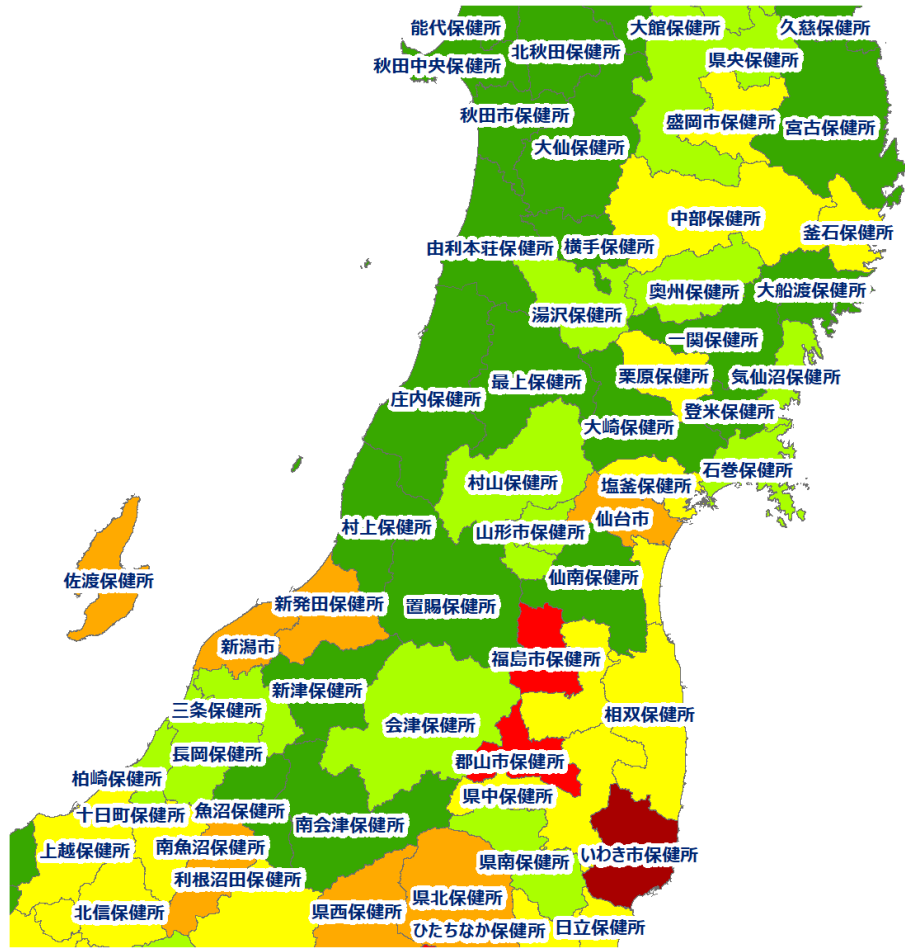 能代保健所
大館保健所
久慈保健所
北秋田保健所
県央保健所
秋田中央保健所
秋田市保健所
盛岡市保健所
宮古保健所
大仙保健所
中部保健所
釜石保健所
由利本荘保健所
横手保健所
奥州保健所
大船渡保健所
湯沢保健所
一関保健所
栗原保健所
気仙沼保健所
最上保健所
庄内保健所
登米保健所
大崎保健所
石巻保健所
村山保健所
塩釜保健所
仙台市
村上保健所
山形市保健所
佐渡保健所
仙南保健所
新発田保健所
置賜保健所
新潟市
福島市保健所
新津保健所
三条保健所
会津保健所
相双保健所
長岡保健所
郡山市保健所
柏崎保健所
県中保健所
十日町保健所
魚沼保健所
南会津保健所
上越保健所
南魚沼保健所
県南保健所
いわき市保健所
利根沼田保健所
県北保健所
北信保健所
県西保健所
ひたちなか保健所
日立保健所